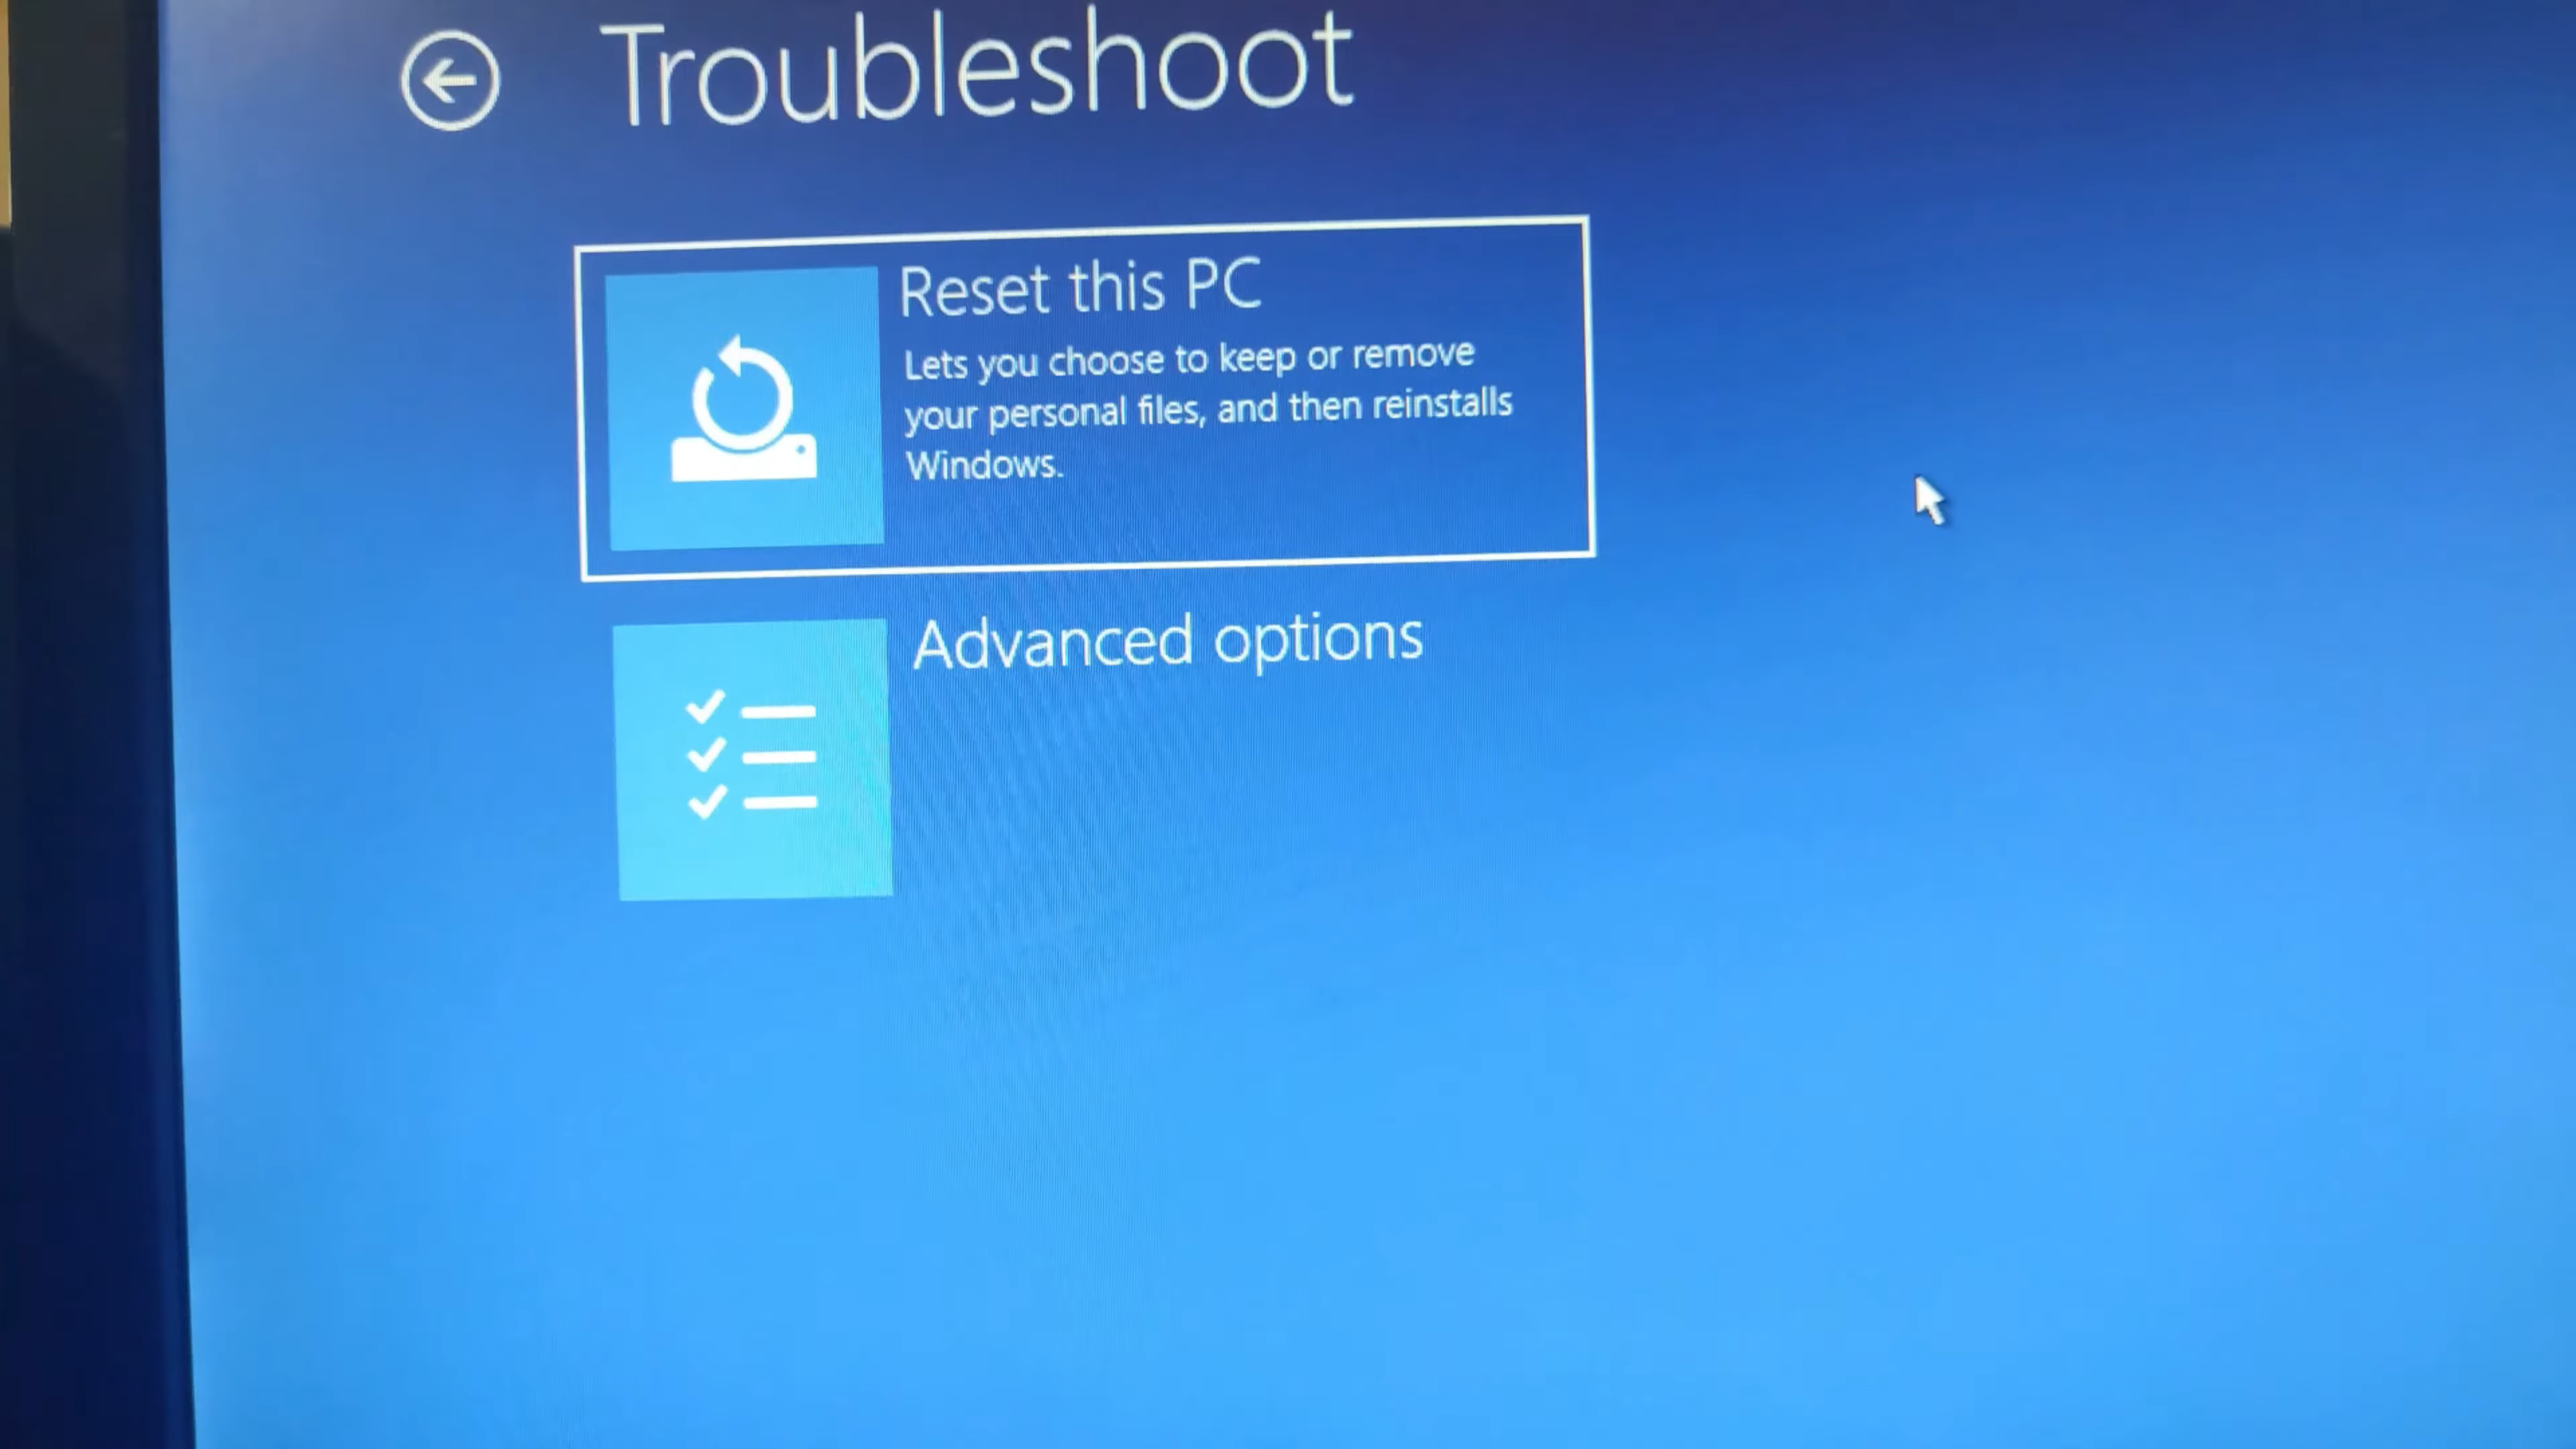 Troubleshoot
Reset this PC
Lets you choose to keep or remove
your personal files, and then reinstalls
Windows.
Advanced options